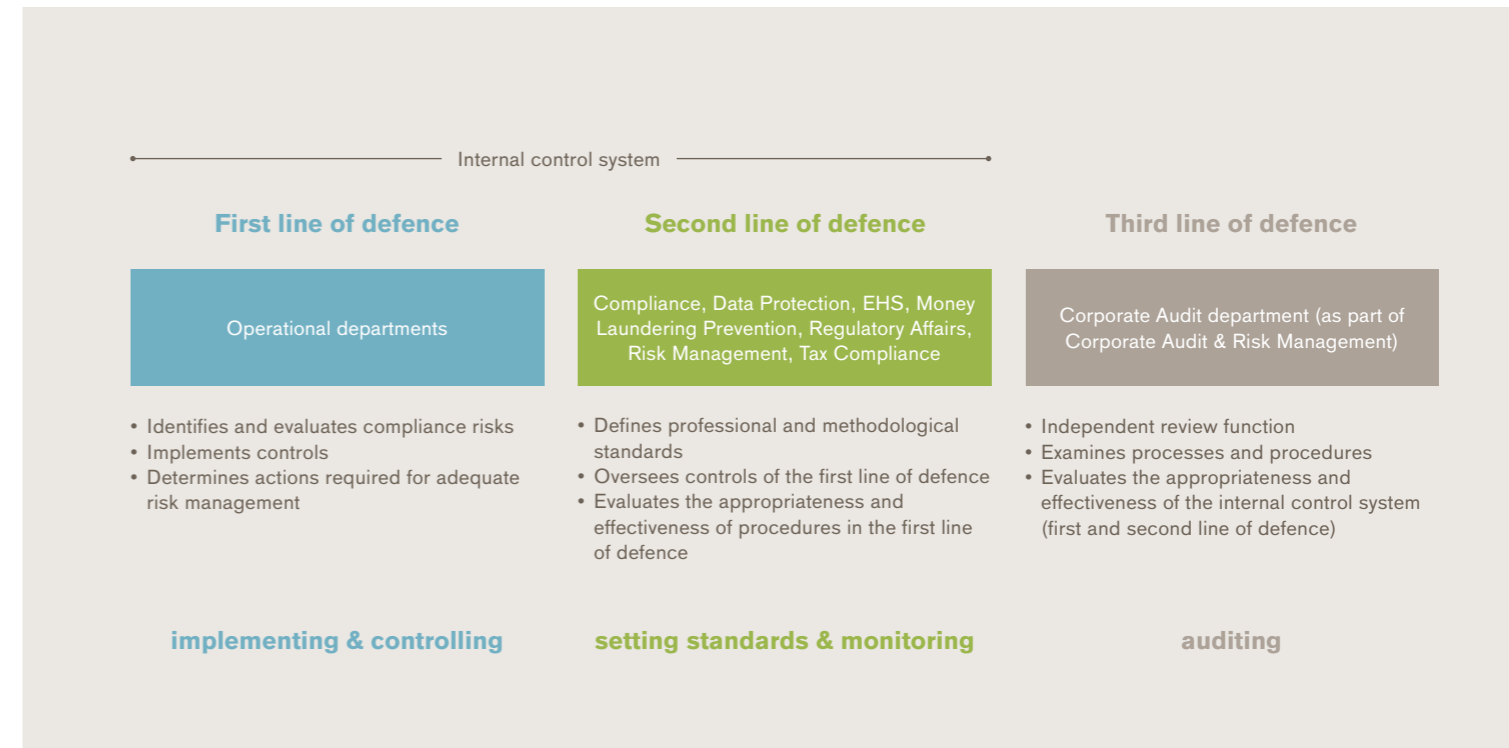 Internal control system
First line of defence
Operational departments
• Identifies and evaluates compliance risks
• Implements controls
• Determines actions required for adequate
risk management
implementing & controlling
Second line of defence
Compliance, Data Protection, EHS, Money
Laundering Prevention, Regulatory Affairs,
Risk Management, Tax Compliance
• Defines professional and methodological
standards
• Oversees controls of the first line of defence
• Evaluates the appropriateness and
effectiveness of procedures in the first line
of defence
setting standards & monitoring
Third line of defence
Corporate Audit department (as part of
Corporate Audit & Risk Management)
• Independent review function
• Examines processes and procedures
• Evaluates the appropriateness and
effectiveness of the internal control system
(first and second line of defence)
auditing